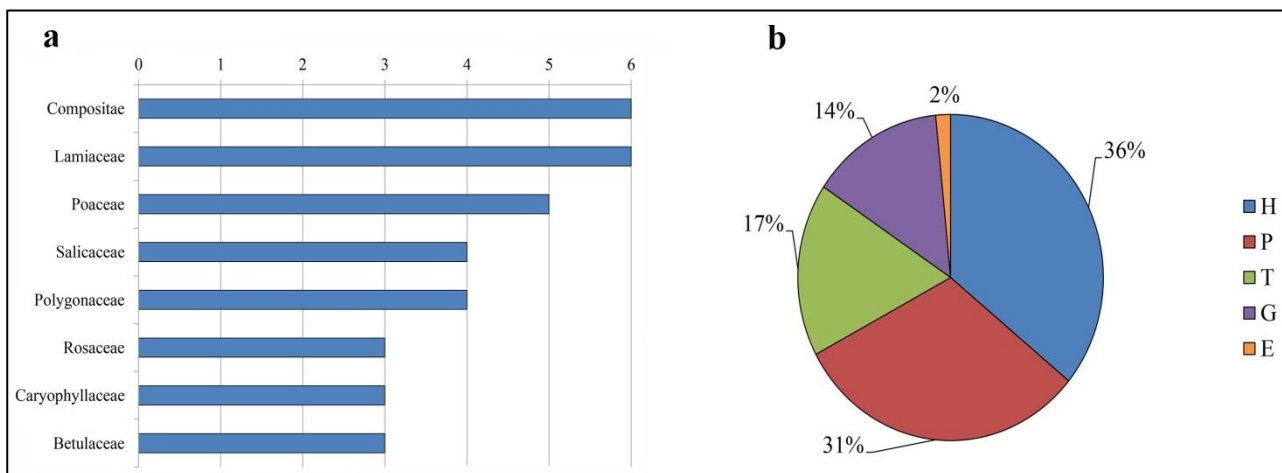 a
0 1 2 3 4 5 6
Compositae
Lamiaceae
Poaceae
Salicaceae
Polygonaceae
Rosaceae
Caryophyllaceae
Betulaceae
b
2%
14%
36%
17%
31%
H
P
T
G
E